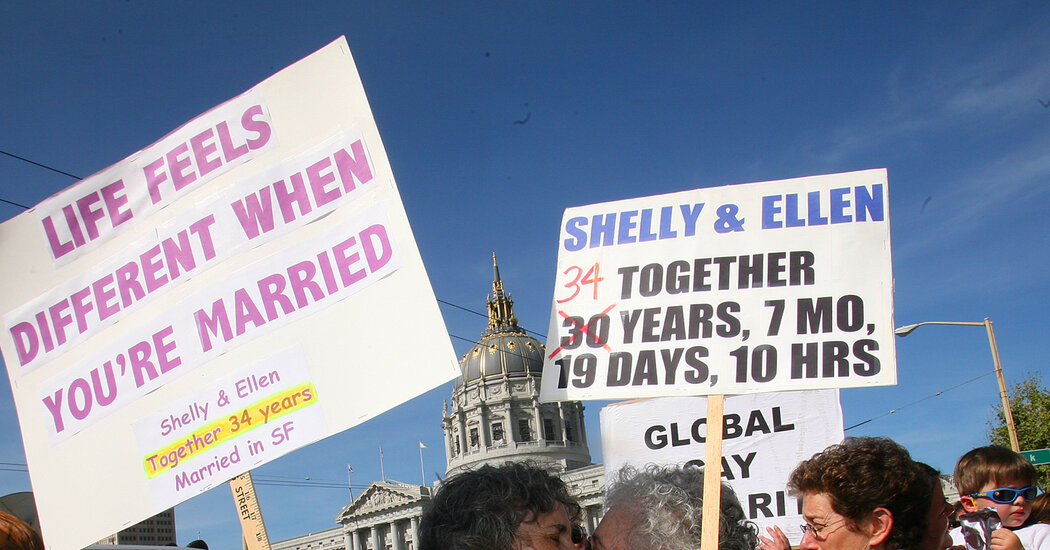 LIFE FEELS
DIFFERENT WHEN
YOU'RE MARRIED
Shelly & Ellen
Together 34 years
Married in SF
SHELLY & ELLEN
34 TOGETHER
30 YEARS, 7 MO,
19 DAYS, 10 HRS
GLOBAL
STREET